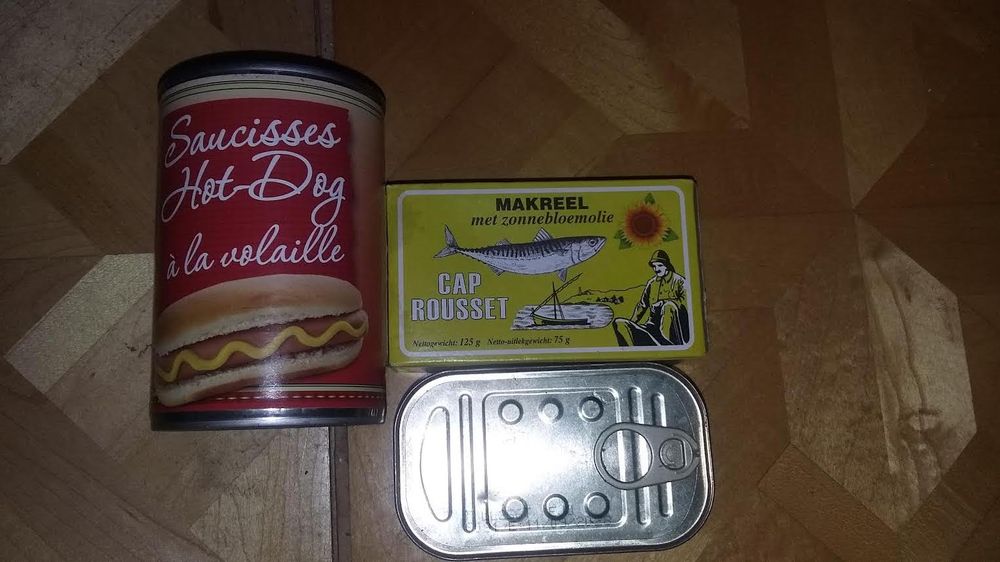 Saucisses
Hot-Dog
à la volaille
MAKREEL
met zonnebloemolie
CAP
ROUSSET
Nettogewicht: 125 g Netto-uitlekgewicht: 75 g